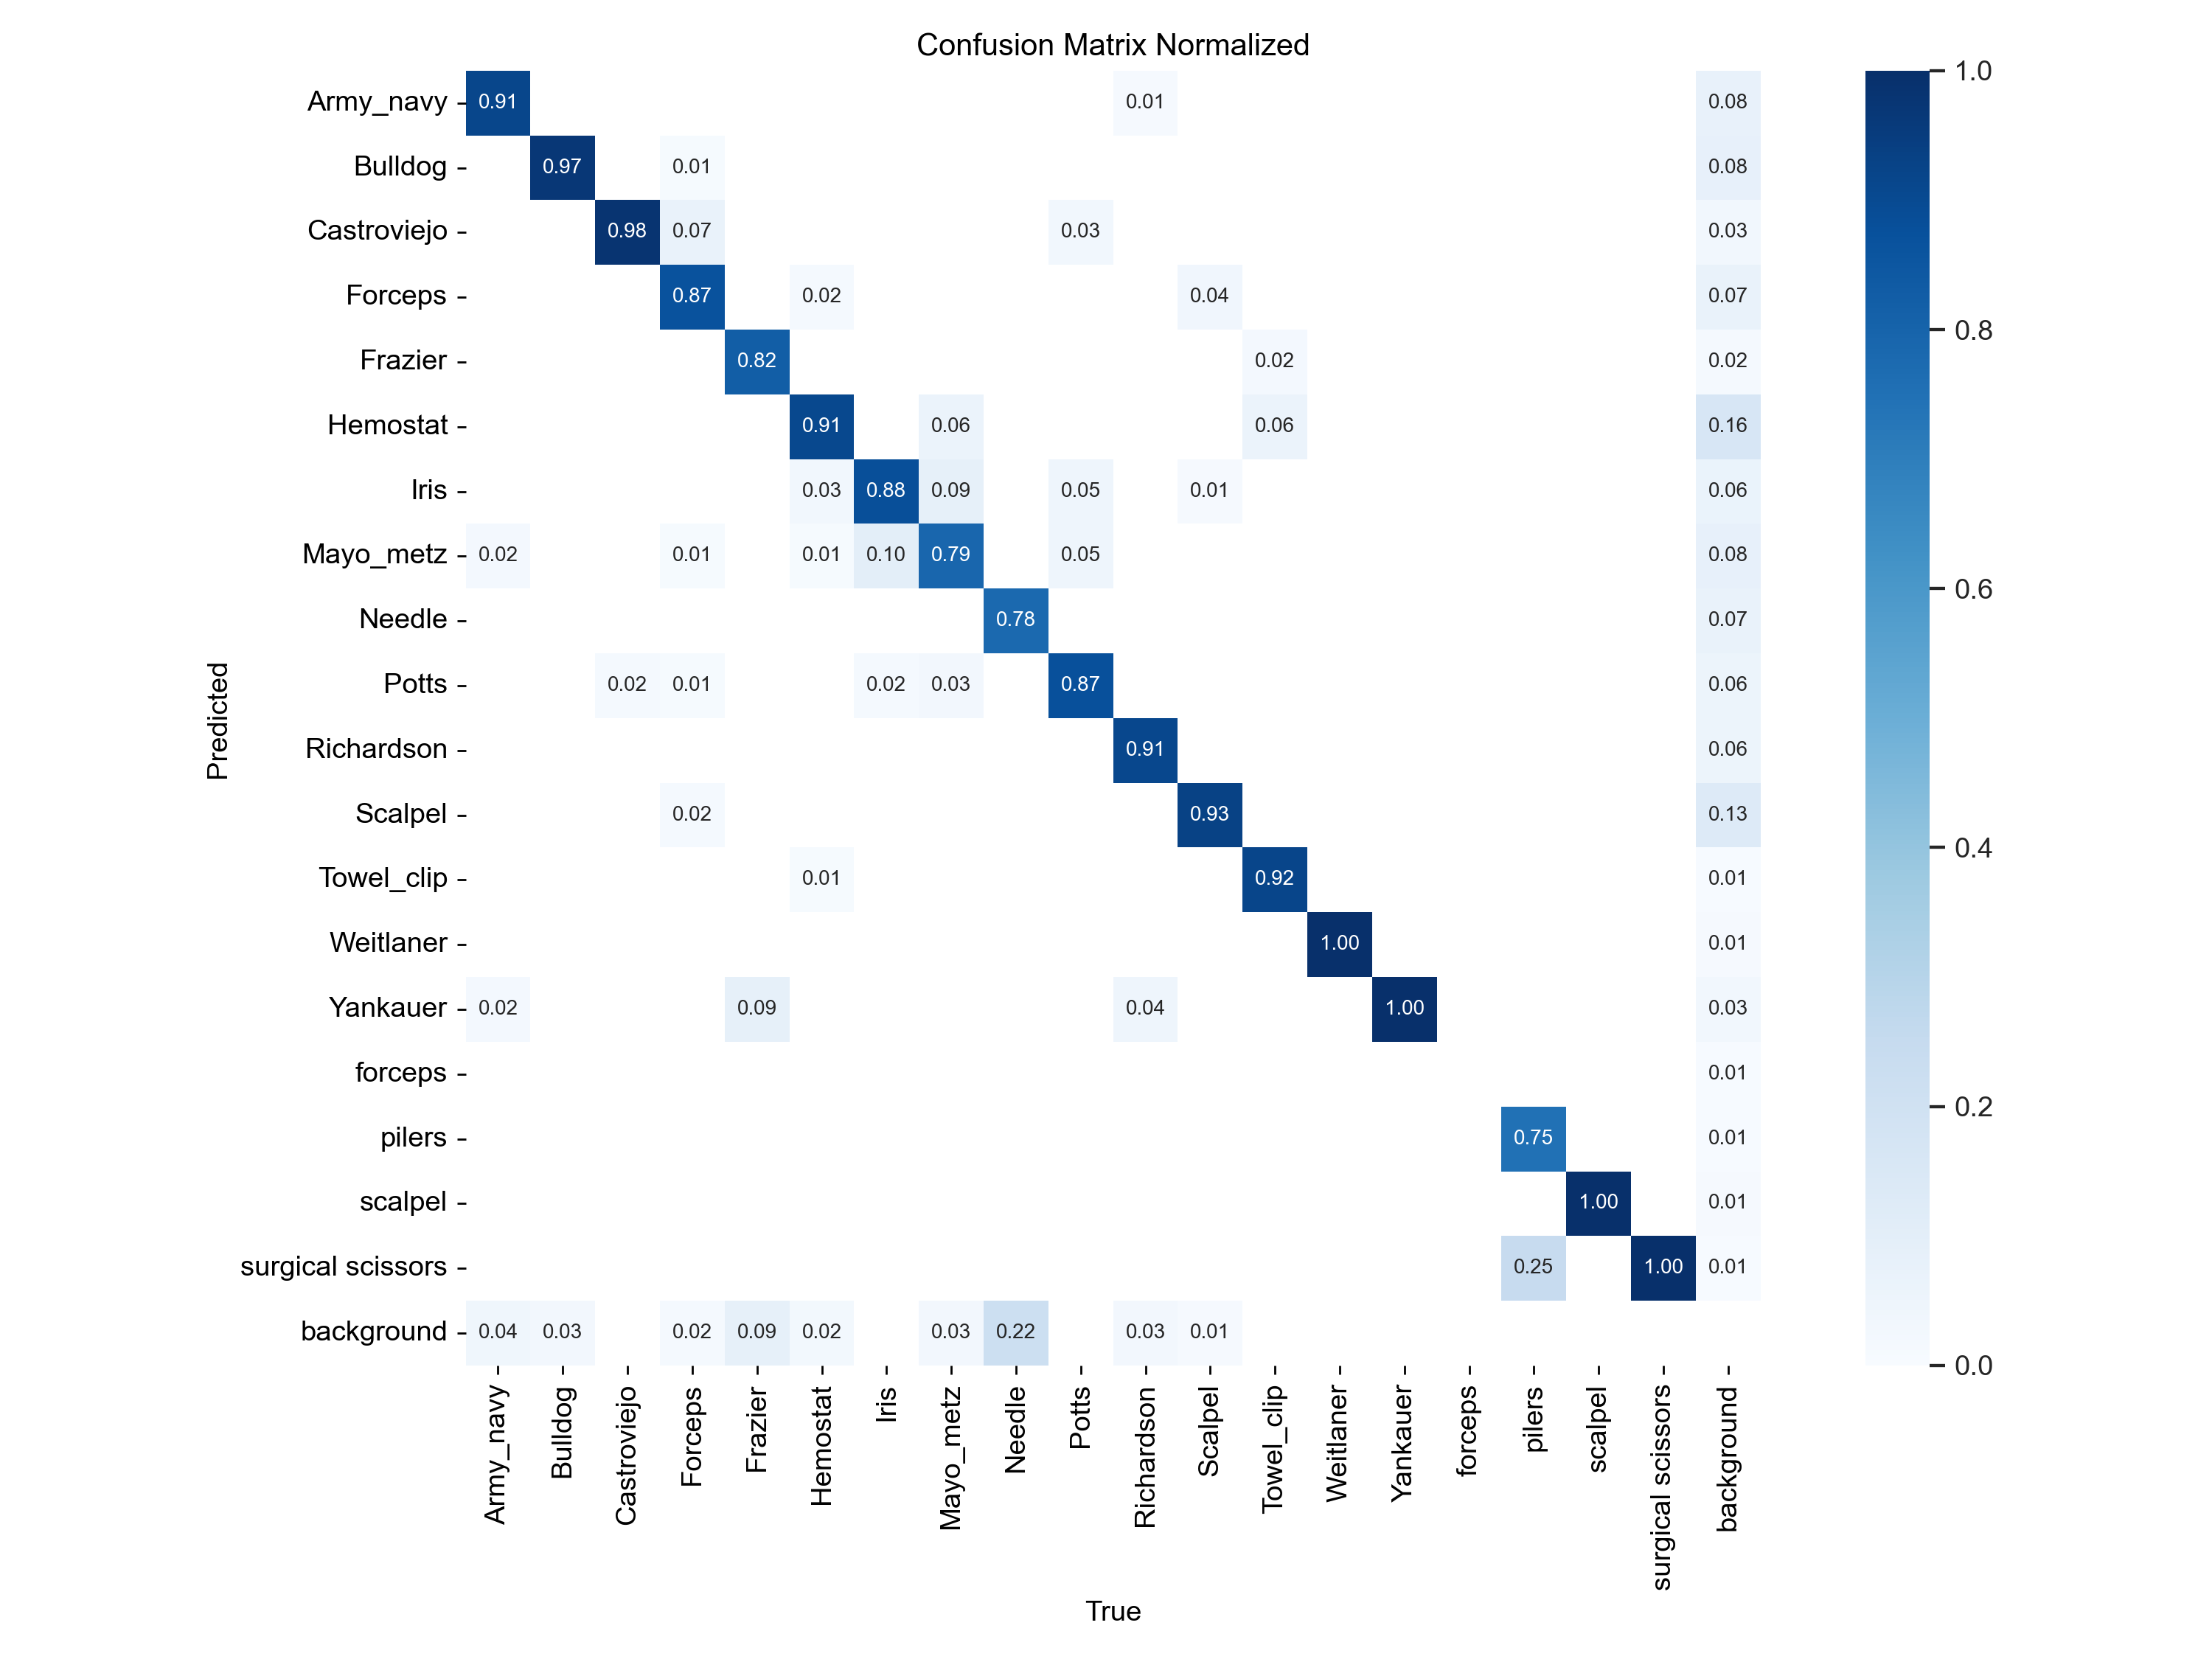 Confusion Matrix Normalized
Army_navy 0.91 0.01 0.08
Bulldog 0.97 0.01 0.08
Castroviejo 0.98 0.07 0.03 0.03
Forceps 0.87 0.02 0.04 0.07
Frazier 0.82 0.02 0.02
Hemostat 0.91 0.06 0.06 0.16
Iris 0.03 0.88 0.09 0.05 0.01 0.06
Mayo_metz 0.02 0.01 0.01 0.10 0.79 0.05 0.08
Needle 0.78 0.07
Potts 0.02 0.01 0.02 0.03 0.87 0.06
Richardson 0.91 0.06
Scalpel 0.02 0.93 0.13
Towel_clip 0.01 0.92 0.01
Weitlaner 1.00 0.01
Yankauer 0.02 0.09 0.04 1.00 0.03
forceps 0.01
pilers 0.75 0.01
scalpel 1.00 0.01
surgical scissors 0.25 1.00 0.01
background 0.04 0.03 0.02 0.09 0.02 0.03 0.22 0.03 0.01
Predicted
Army_navy
Bulldog
Castroviejo
Forceps
Frazier
Hemostat
Iris
Mayo_metz
Needle
Potts
Richardson
Scalpel
Towel_clip
Weitlaner
Yankauer
forceps
pilers
scalpel
surgical scissors
background
True
1.0
0.8
0.6
0.4
0.2
0.0